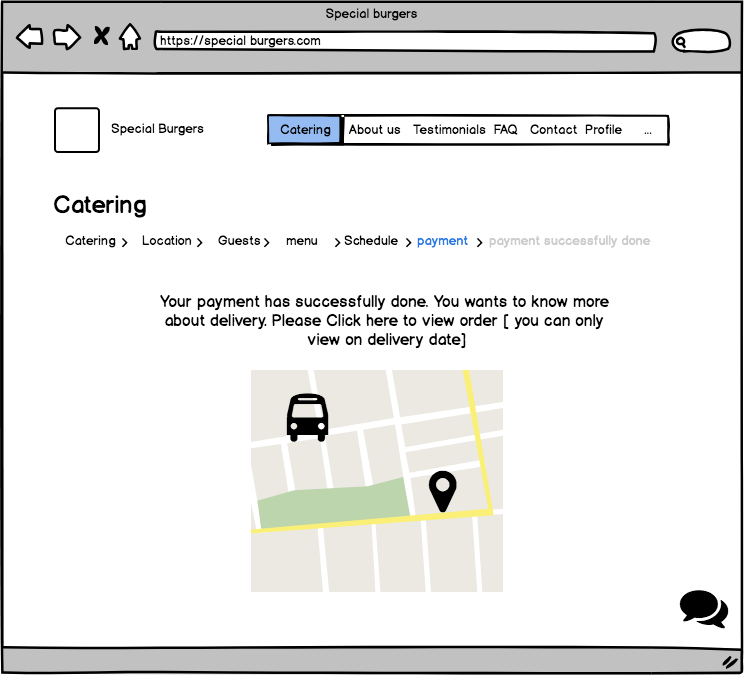 Special burgers
https://special burgers.com
Special Burgers
Catering About us Testimonials FAQ Contact Profile ...
Catering
Catering > Location > Guests > menu > Schedule > payment > payment successfully done
Your payment has successfully done. You wants to know more
about delivery. Please Click here to view order [ you can only
view on delivery date]